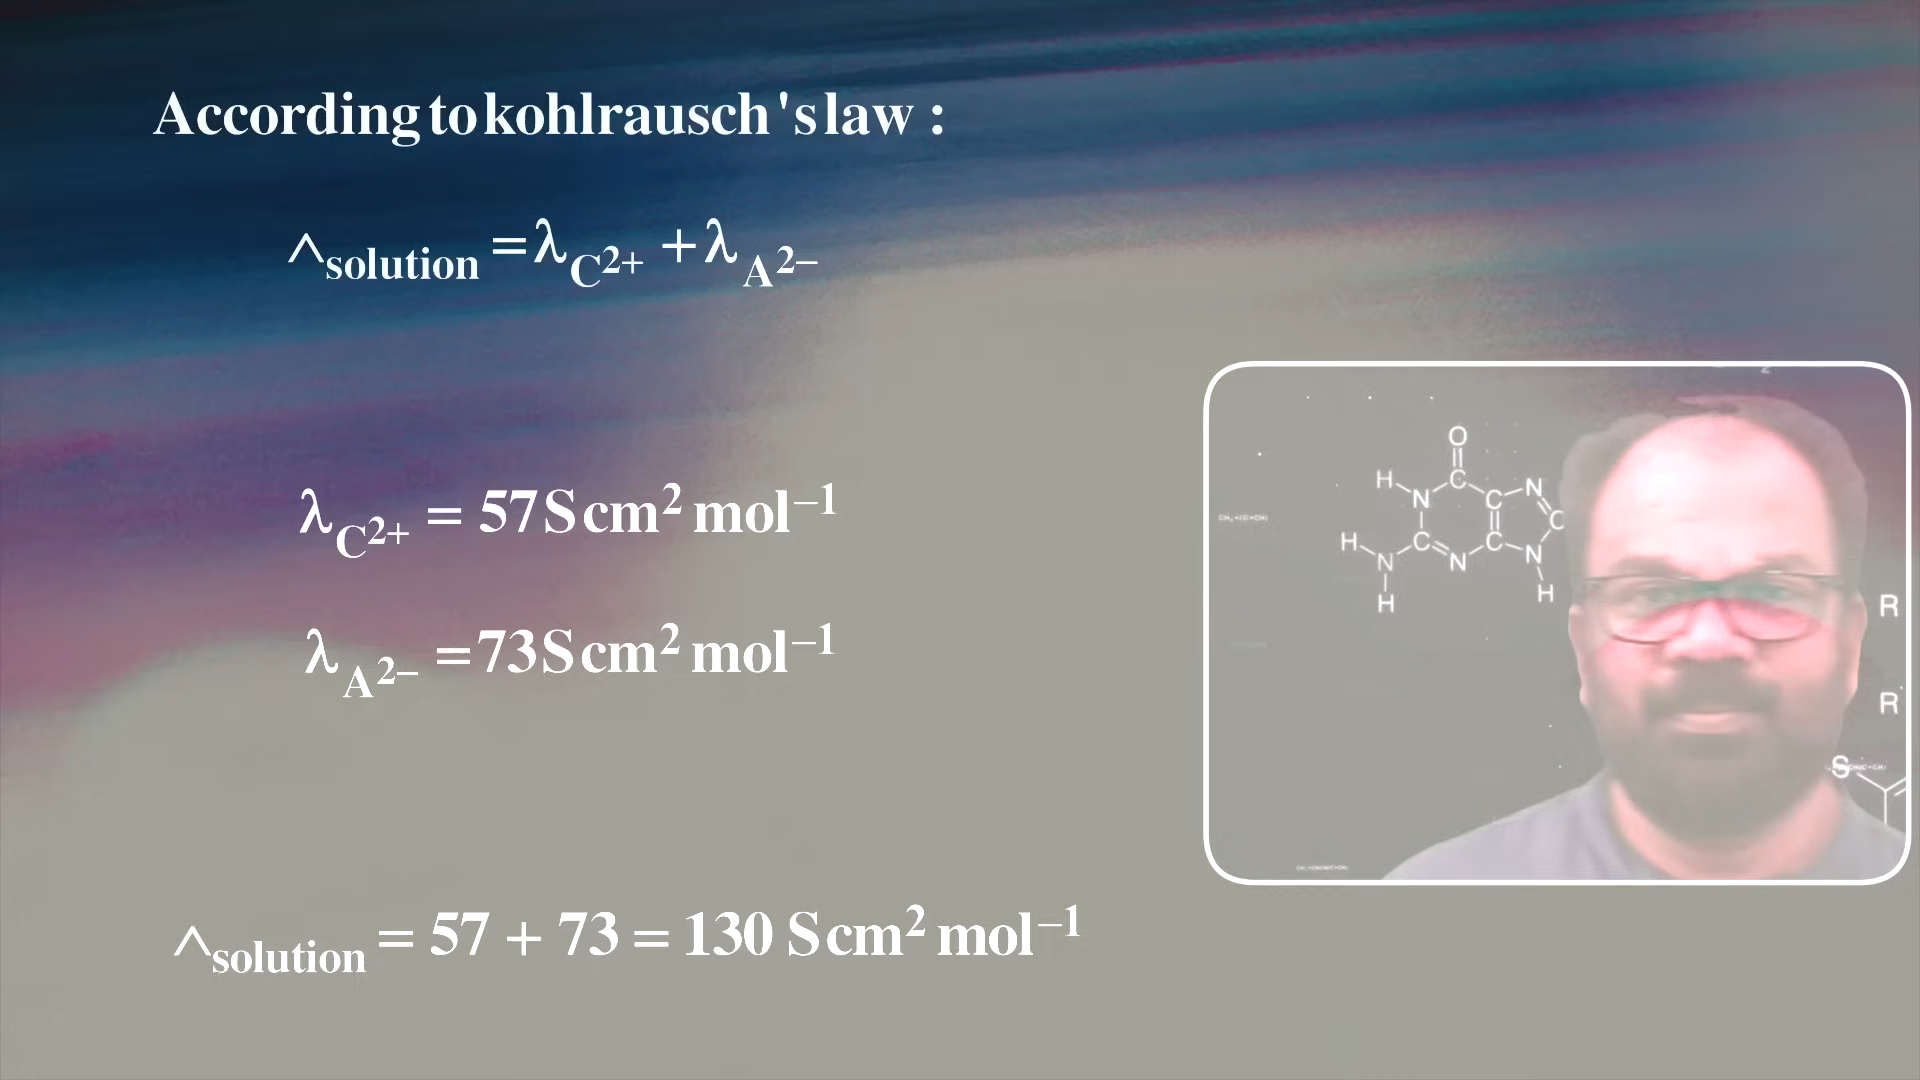 According to kohlrausch's law :
^solution = λC²⁺ + λA²⁻
λC²⁺ = 57 S cm² mol⁻¹
λA²⁻ = 73 S cm² mol⁻¹
^solution = 57 + 73 = 130 S cm² mol⁻¹
O
H N C C N C
H N C N C N H
H
R
R'
S
2